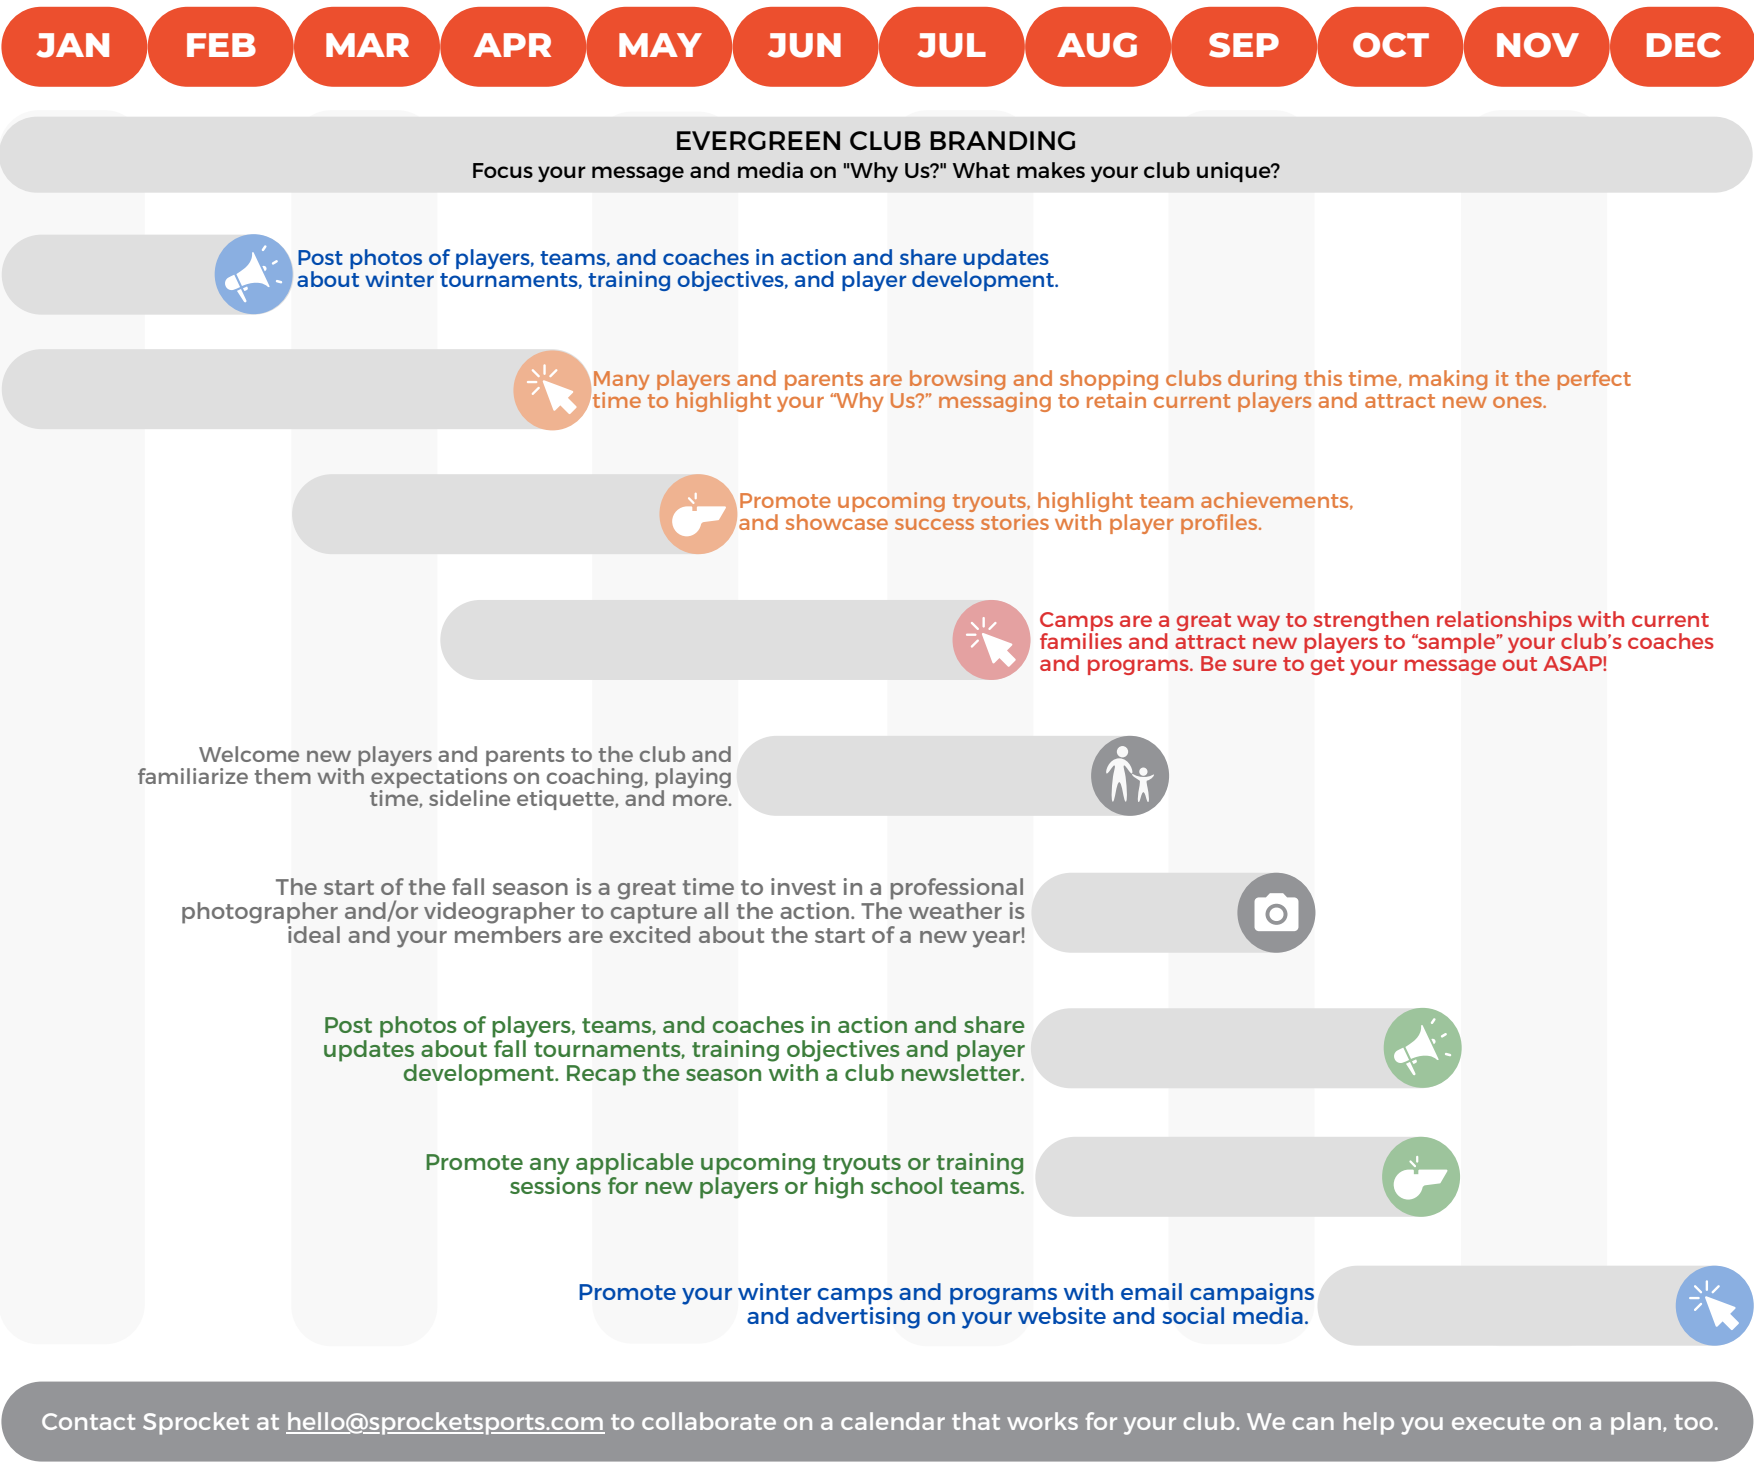 JAN FEB MAR APR MAY JUN JUL AUG SEP OCT NOV DEC
EVERGREEN CLUB BRANDING
Focus your message and media on "Why Us?" What makes your club unique?
Post photos of players, teams, and coaches in action and share updates
about winter tournaments, training objectives, and player development.
Many players and parents are browsing and shopping clubs during this time, making it the perfect
time to highlight your “Why Us?” messaging to retain current players and attract new ones.
Promote upcoming tryouts, highlight team achievements,
and showcase success stories with player profiles.
Camps are a great way to strengthen relationships with current
families and attract new players to “sample” your club’s coaches
and programs. Be sure to get your message out ASAP!
Welcome new players and parents to the club and
familiarize them with expectations on coaching, playing
time, sideline etiquette, and more.
The start of the fall season is a great time to invest in a professional
photographer and/or videographer to capture all the action. The weather is
ideal and your members are excited about the start of a new year!
Post photos of players, teams, and coaches in action and share
updates about fall tournaments, training objectives and player
development. Recap the season with a club newsletter.
Promote any applicable upcoming tryouts or training
sessions for new players or high school teams.
Promote your winter camps and programs with email campaigns
and advertising on your website and social media.
Contact Sprocket at hello@sprocketsports.com to collaborate on a calendar that works for your club. We can help you execute on a plan, too.